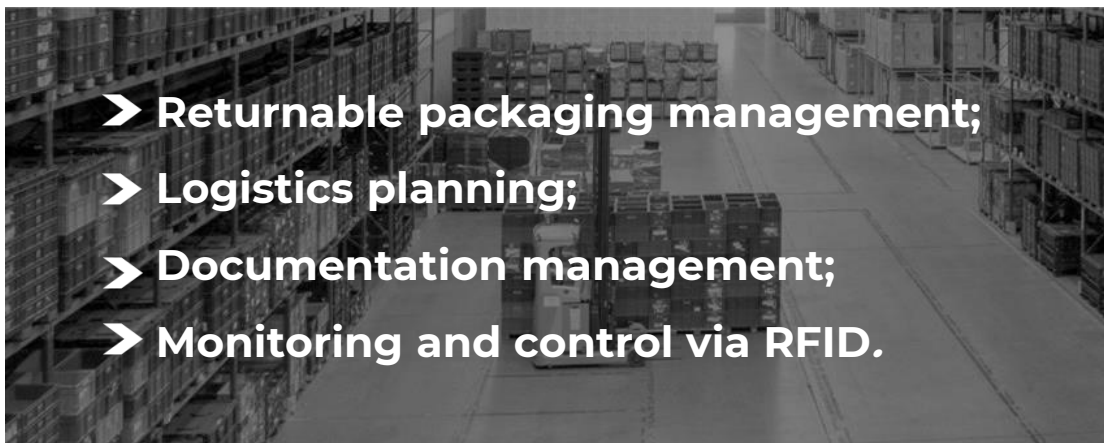 Returnable packaging management;
Logistics planning;
Documentation management;
Monitoring and control via RFID.